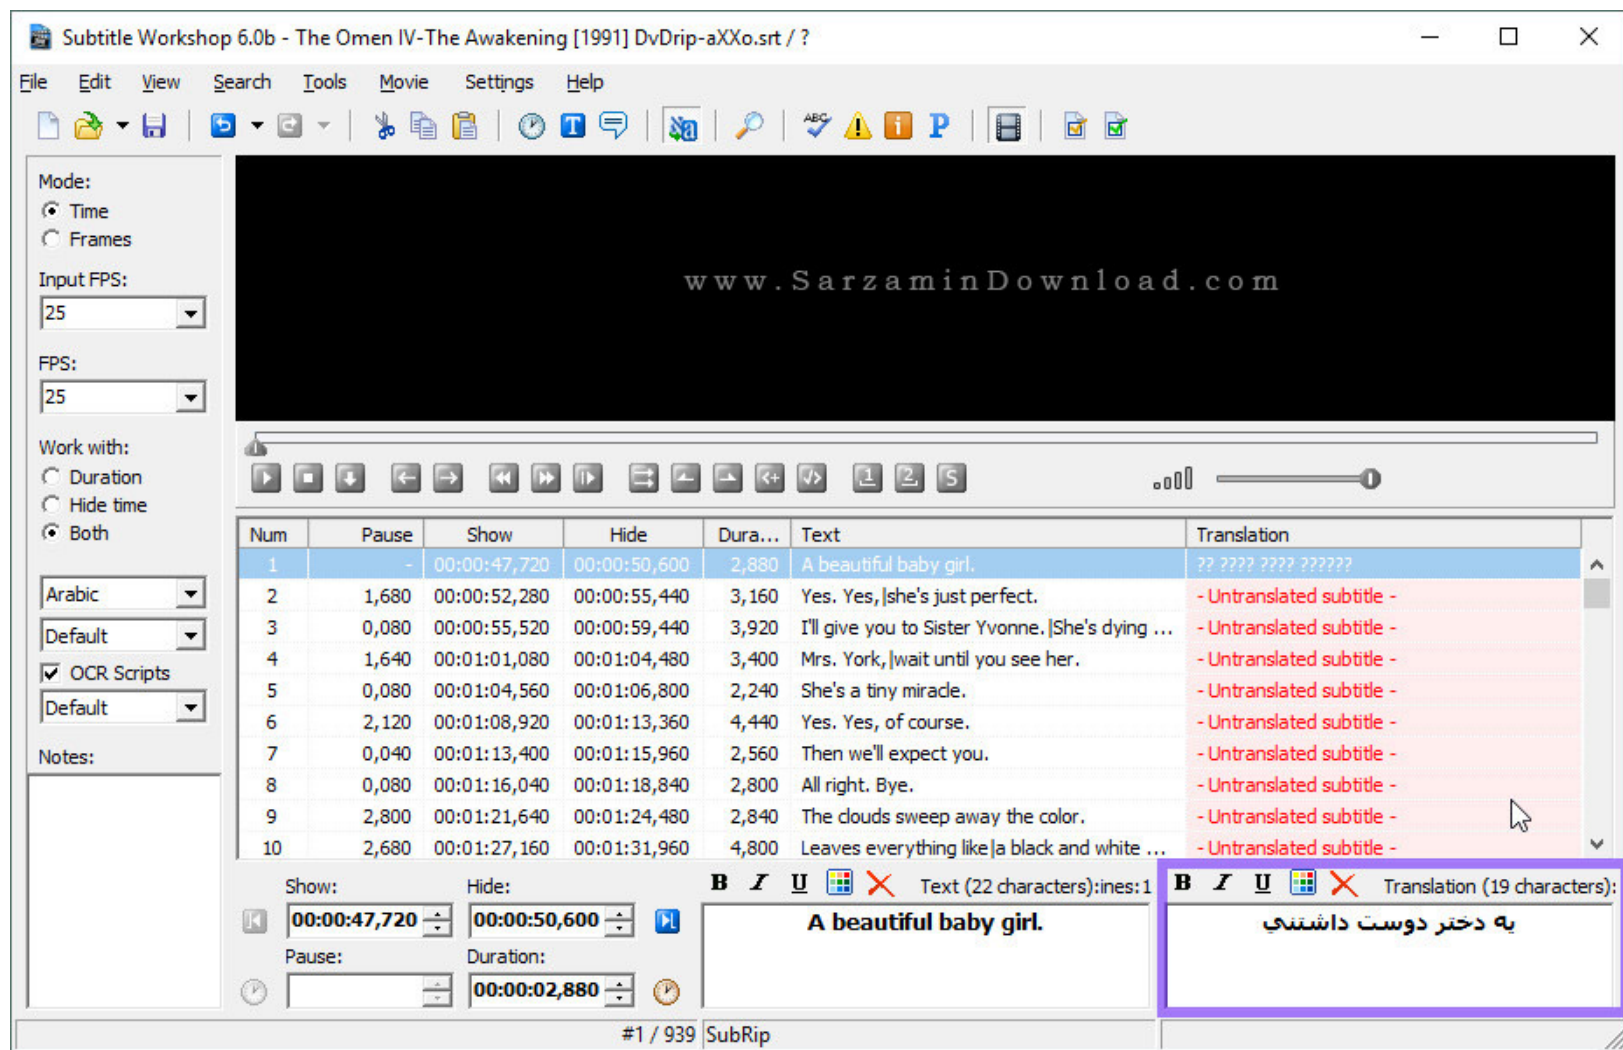 Subtitle Workshop 6.0b - The Omen IV-The Awakening [1991] DvDrip-aXXo.srt / ?
File Edit View Search Tools Movie Settings Help
Mode:
Time
Frames
Input FPS:
25
FPS:
25
Work with:
Duration
Hide time
Both
Arabic
Default
OCR Scripts
Default
Notes:
www.SarzaminDownload.com
Num Pause Show Hide Dura... Text Translation
1 - 00:00:47,720 00:00:50,600 2,880 A beautiful baby girl. ?? ???? ???? ??????
2 1,680 00:00:52,280 00:00:55,440 3,160 Yes. Yes,|she's just perfect. - Untranslated subtitle -
3 0,080 00:00:55,520 00:00:59,440 3,920 I'll give you to Sister Yvonne.|She's dying ... - Untranslated subtitle -
4 1,640 00:01:01,080 00:01:04,480 3,400 Mrs. York,|wait until you see her. - Untranslated subtitle -
5 0,080 00:01:04,560 00:01:06,800 2,240 She's a tiny miracle. - Untranslated subtitle -
6 2,120 00:01:08,920 00:01:13,360 4,440 Yes. Yes, of course. - Untranslated subtitle -
7 0,040 00:01:13,400 00:01:15,960 2,560 Then we'll expect you. - Untranslated subtitle -
8 0,080 00:01:16,040 00:01:18,840 2,800 All right. Bye. - Untranslated subtitle -
9 2,800 00:01:21,640 00:01:24,480 2,840 The clouds sweep away the color. - Untranslated subtitle -
10 2,680 00:01:27,160 00:01:31,960 4,800 Leaves everything like|a black and white ... - Untranslated subtitle -
Show: Hide:
00:00:47,720 00:00:50,600
Pause: Duration:
00:00:02,880
B I U Text (22 characters):ines:1
A beautiful baby girl.
B I U Translation (19 characters):
یه دختر دوست داشتني
#1 / 939 SubRip